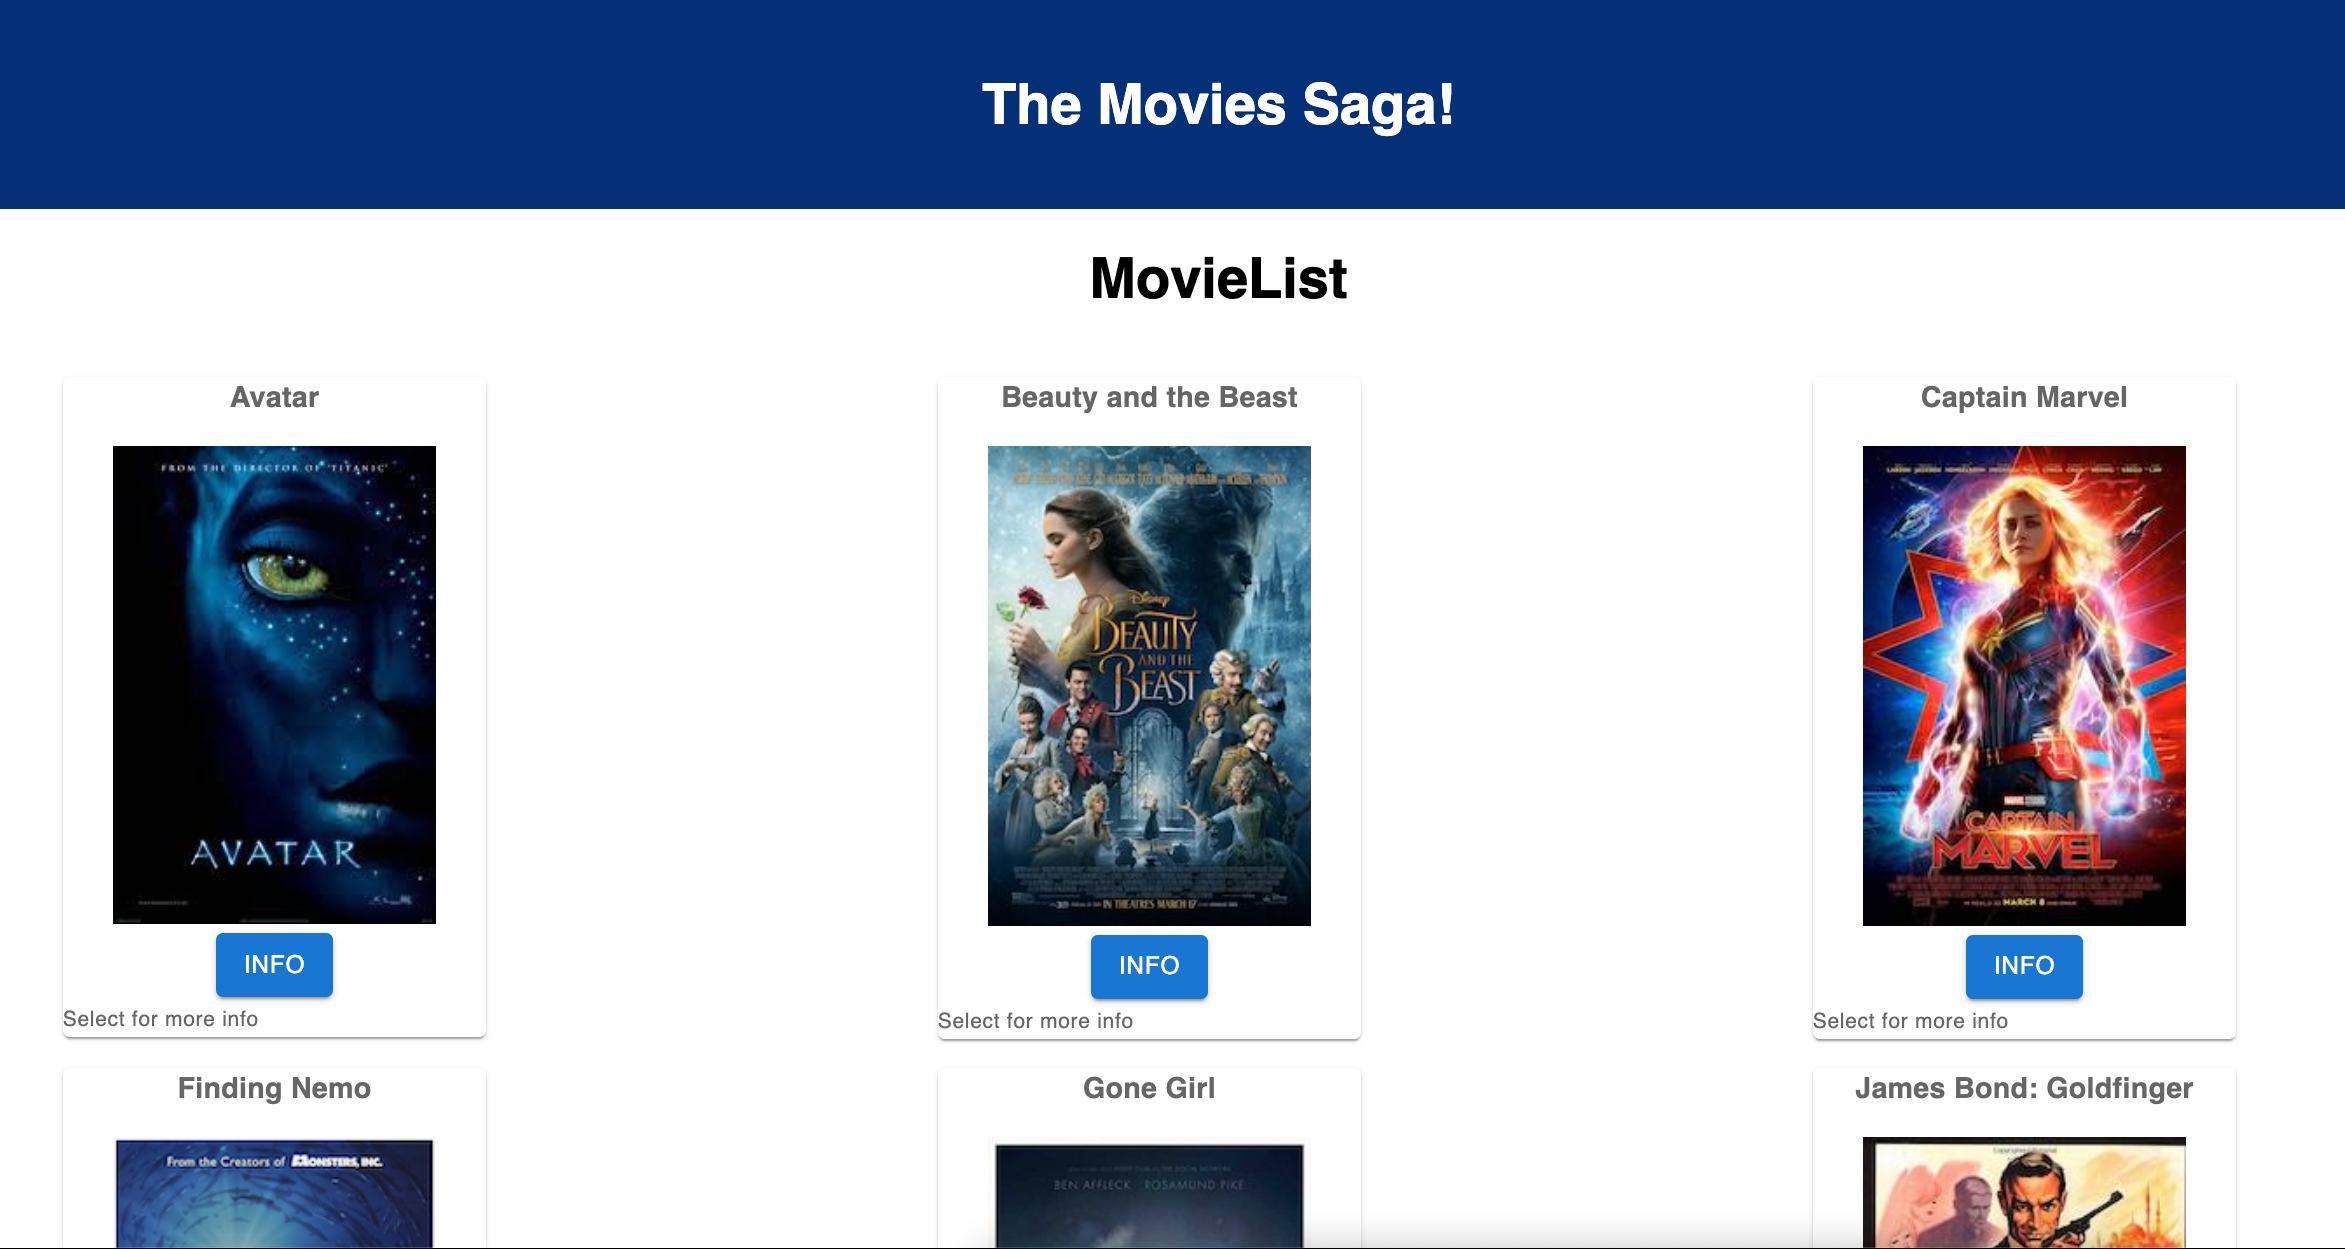 The Movies Saga!
MovieList
Avatar
Beauty and the Beast
Captain Marvel
FROM THE DIRECTOR OF 'TITANIC'
AVATAR
Disney
BEAUTY
AND THE
BEAST
IN THEATRES MARCH 17
CAPTAIN
MARVEL
MARCH 8
INFO
INFO
INFO
Select for more info
Select for more info
Select for more info
Finding Nemo
Gone Girl
James Bond: Goldfinger
From the Creators of MONSTERS, INC.
BEN AFFLECK ROSAMUND PIKE